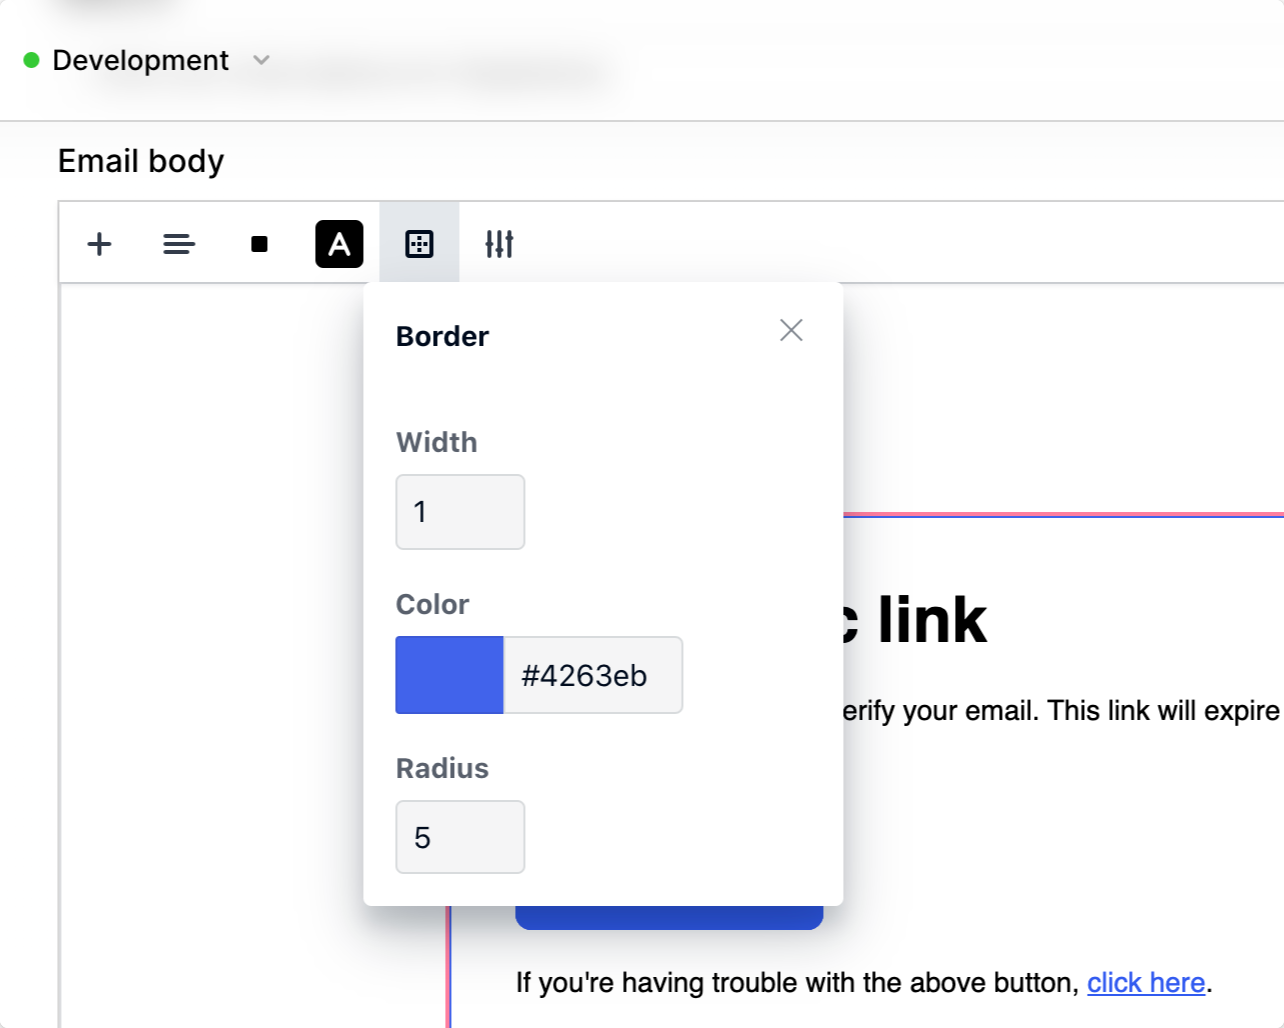 Development
Email body
A
Border
Width
1
Color
#4263eb
Radius
5
link
erify your email. This link will expire
If you're having trouble with the above button, click here.